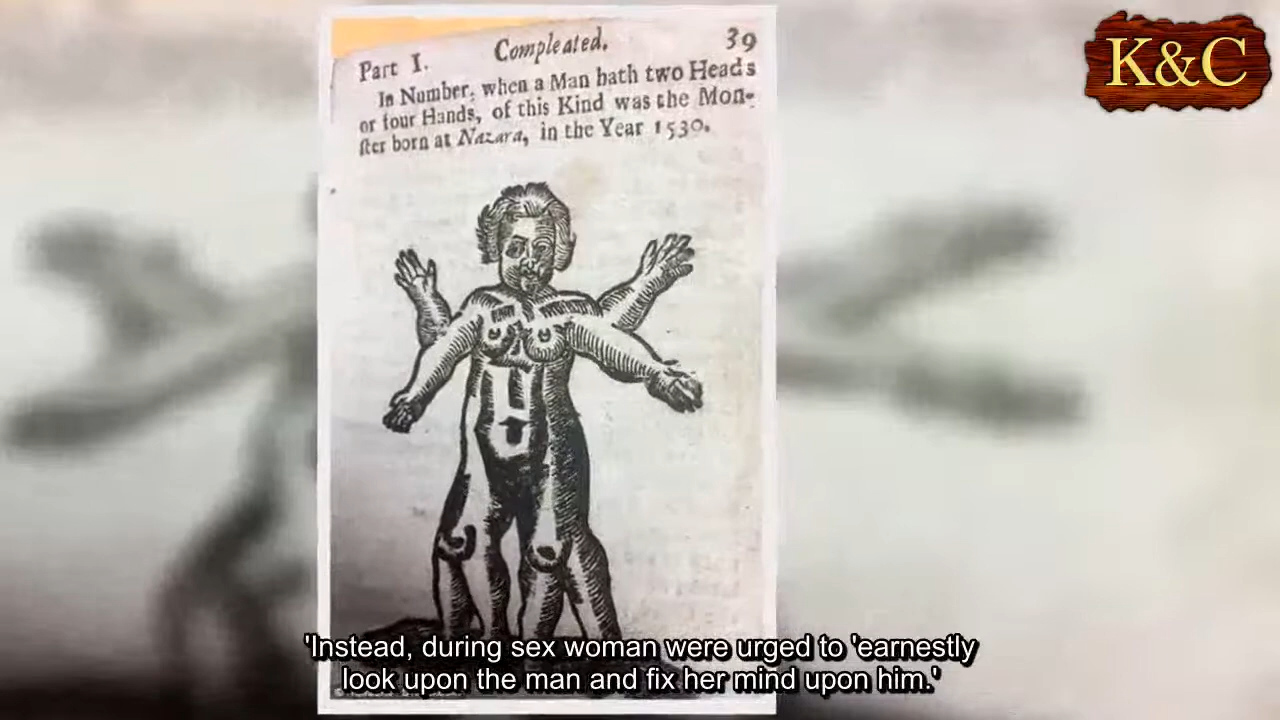 Part I. Compleated. 39
In Number, when a Man hath two Heads
or four Hands, of this Kind was the Mon-
ster born at Nazara, in the Year 1530.
K&C
'Instead, during sex woman were urged to 'earnestly
look upon the man and fix her mind upon him.'